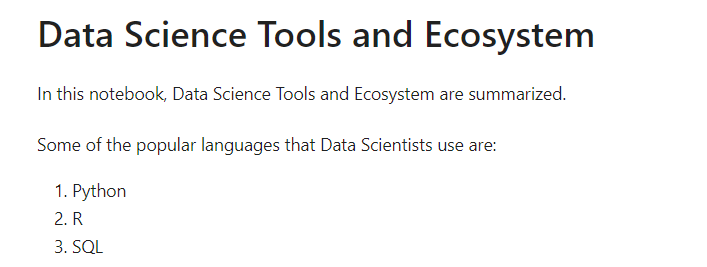 Data Science Tools and Ecosystem
In this notebook, Data Science Tools and Ecosystem are summarized.
Some of the popular languages that Data Scientists use are:
1. Python
2. R
3. SQL